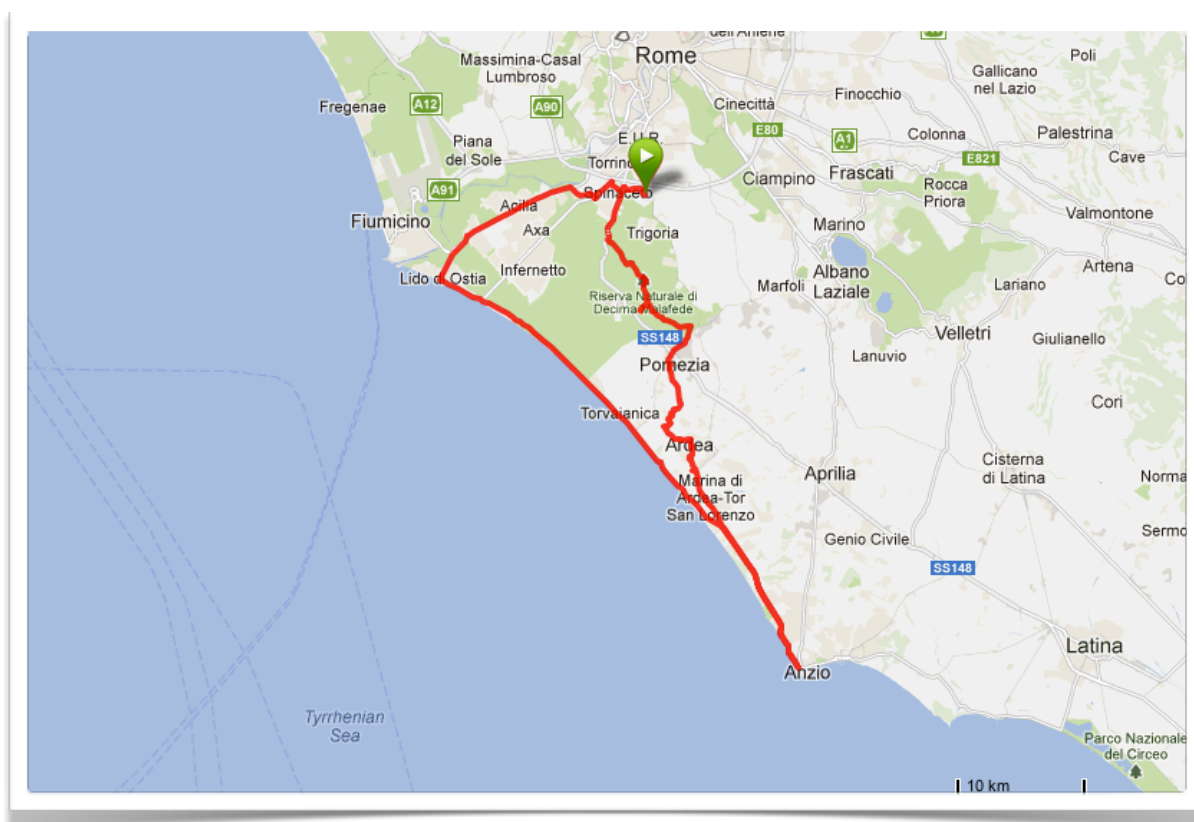 dell'Aniene
Rome
Massimina-Casal
Lumbroso
Poli
Gallicano
nel Lazio
Fregenae
A12
A90
Cinecittà
Finocchio
E80
A1
Colonna
Palestrina
Piana
del Sole
E.U.R.
Torrino
E821
Cave
A91
Spinaceto
Ciampino
Frascati
Rocca
Priora
Acilia
Fiumicino
Axa
Trigoria
Marino
Valmontone
Lido di Ostia
Infernetto
Albano
Laziale
Marfoli
Artena
Lariano
Co
Riserva Naturale di
Decima Malafede
SS148
Velletri
Giulianello
Pomezia
Lanuvio
Cori
Torvaianica
Ardea
Aprilia
Cisterna
di Latina
Norma
Marina di
Ardea-Tor
San Lorenzo
Genio Civile
Sermo
SS148
Latina
Anzio
Tyrrhenian
Sea
Parco Nazionale
del Circeo
10 km